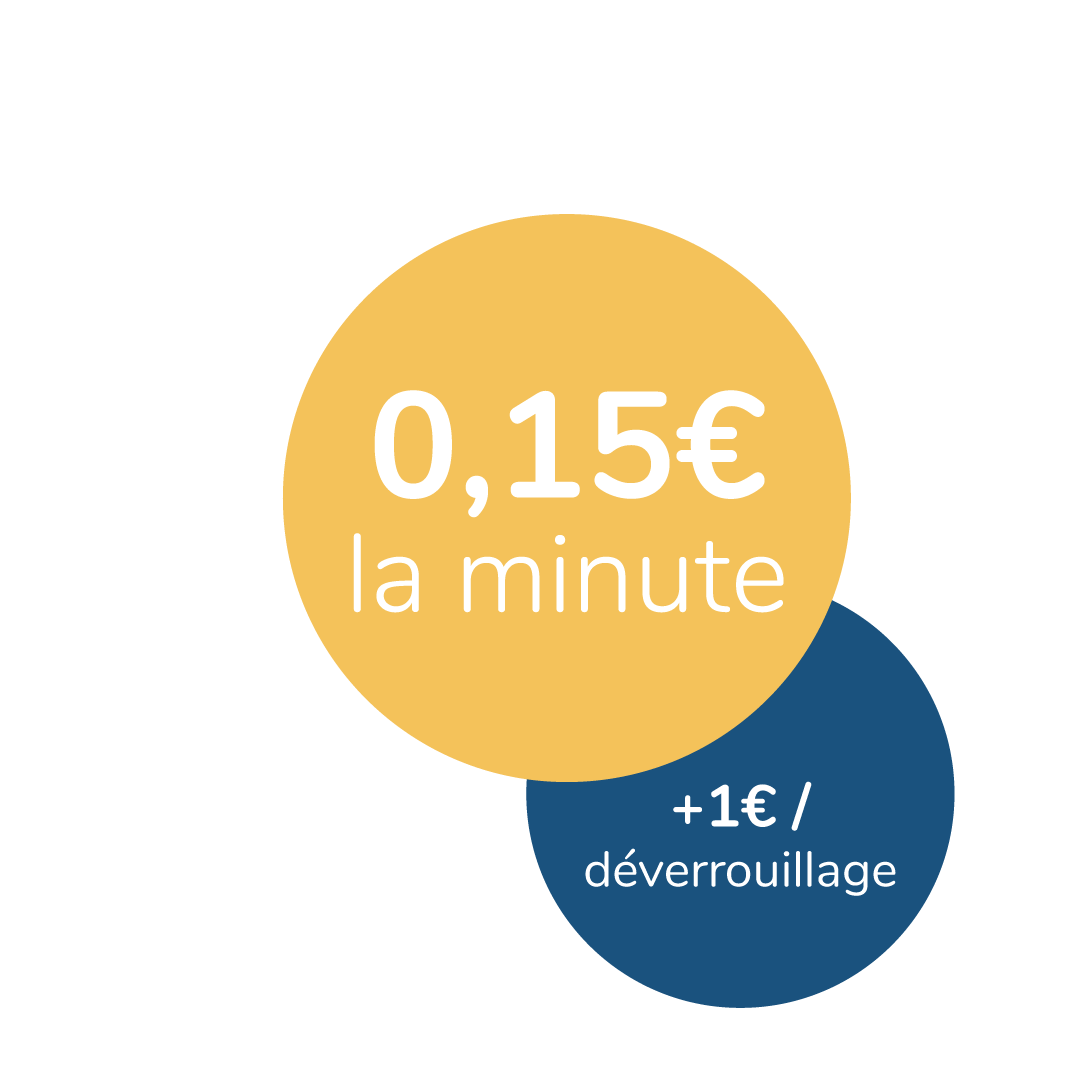 0,15€
la minute
+1€ /
déverrouillage